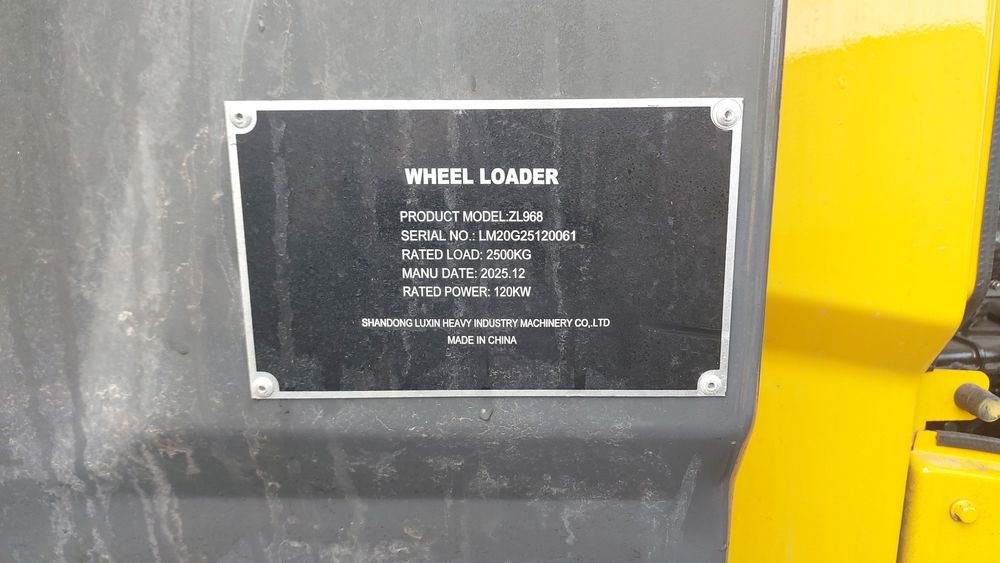 WHEEL LOADER
PRODUCT MODEL:ZL968
SERIAL NO.: LM20G25120061
RATED LOAD: 2500KG
MANU DATE: 2025.12
RATED POWER: 120KW
SHANDONG LUXIN HEAVY INDUSTRY MACHINERY CO,.LTD
MADE IN CHINA